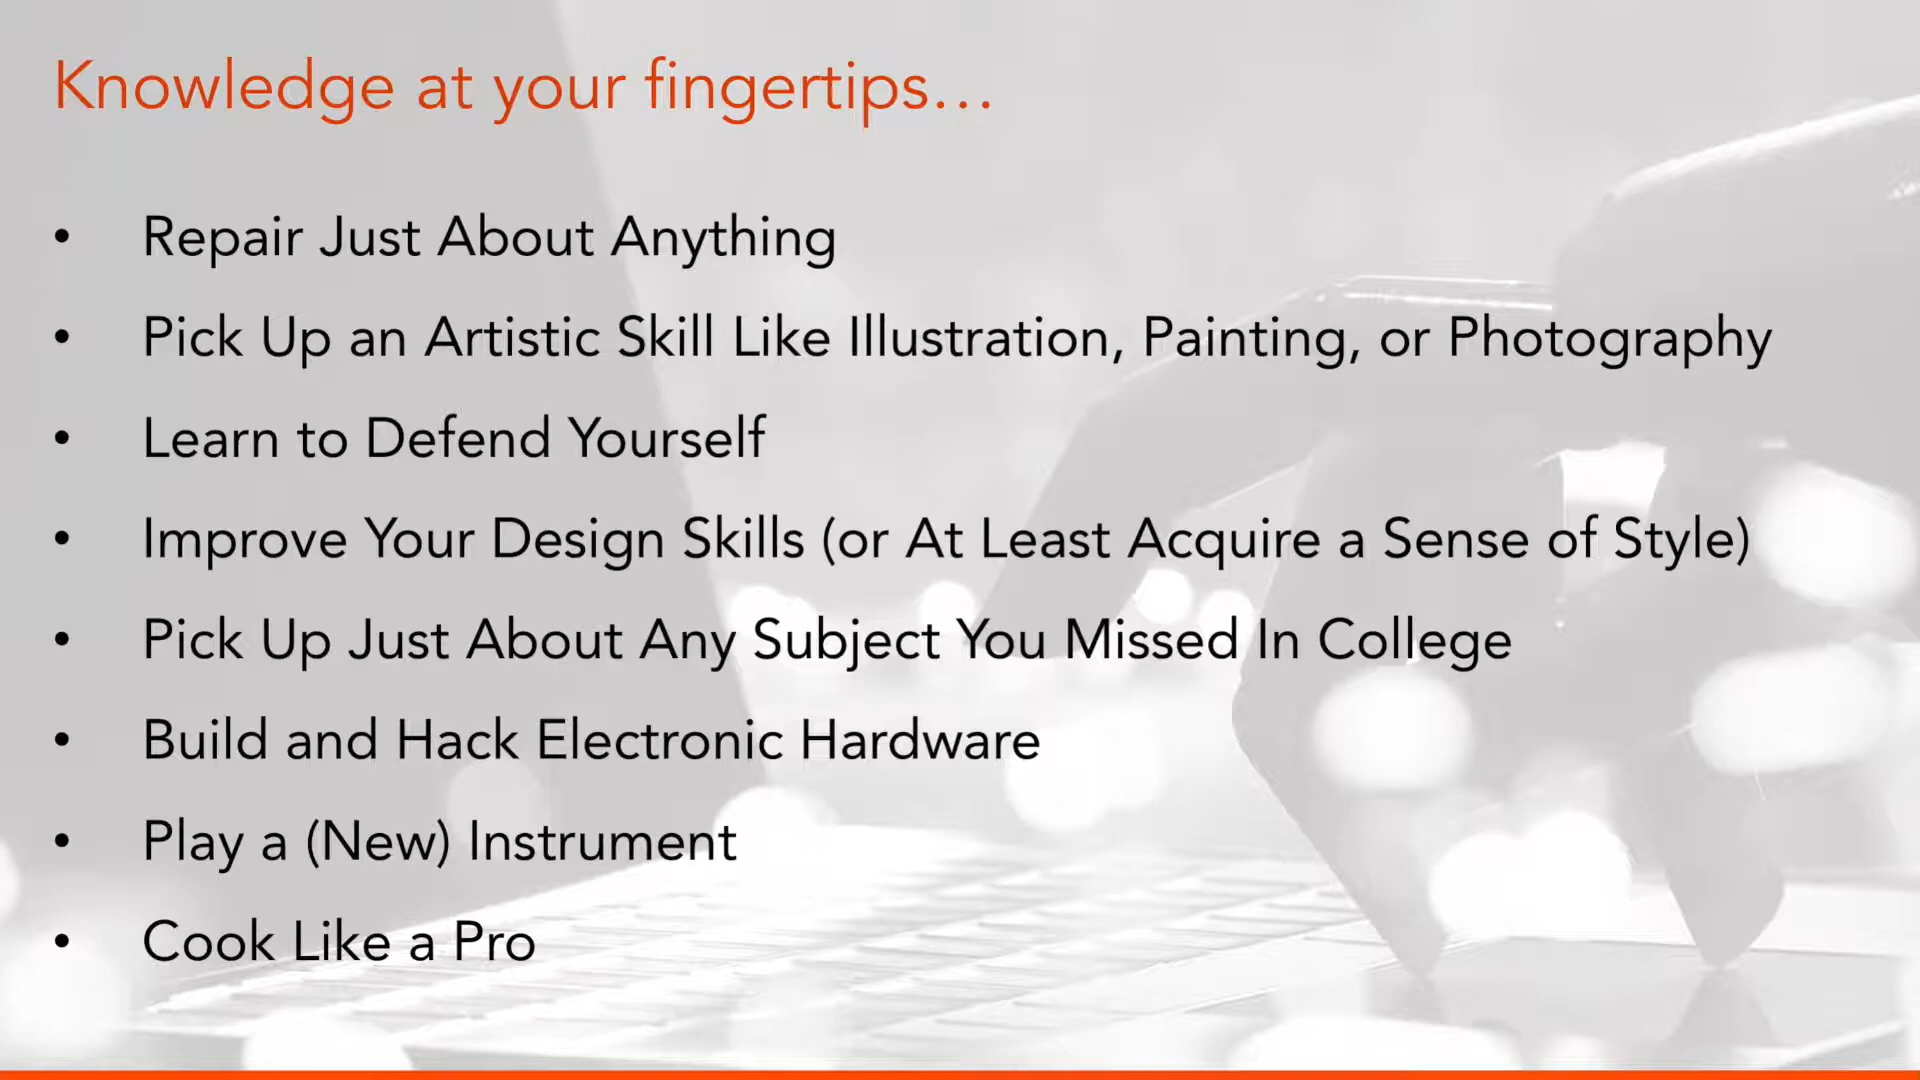 Knowledge at your fingertips…
• Repair Just About Anything
• Pick Up an Artistic Skill Like Illustration, Painting, or Photography
• Learn to Defend Yourself
• Improve Your Design Skills (or At Least Acquire a Sense of Style)
• Pick Up Just About Any Subject You Missed In College
• Build and Hack Electronic Hardware
• Play a (New) Instrument
• Cook Like a Pro